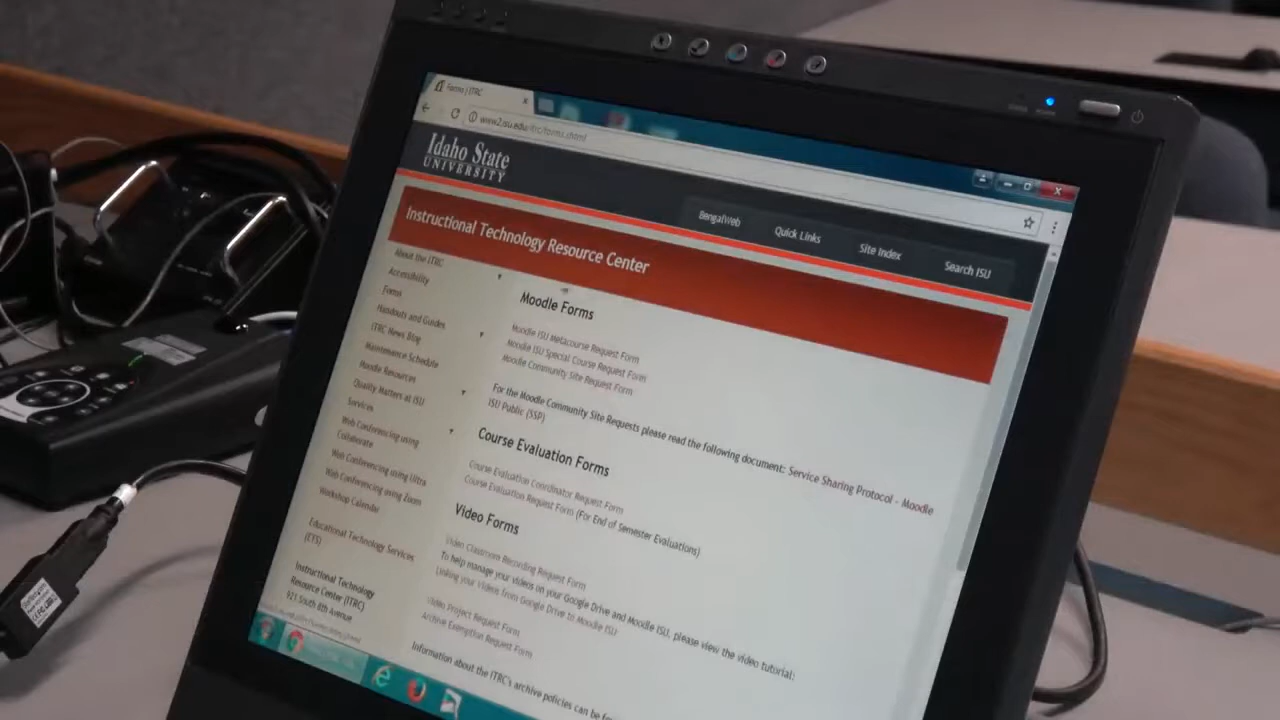 Forms | ITRC
www2.isu.edu/itrc/forms.shtml
Idaho State
UNIVERSITY
BengalWeb
Quick Links
Site Index
Search ISU
Instructional Technology Resource Center
About the ITRC
Accessibility
Forms
Handouts and Guides
ITRC News Blog
Maintenance Schedule
Moodle Resources
Quality Matters at ISU
Services
Web Conferencing using
Collaborate
Web Conferencing using Ultra
Web Conferencing using Zoom
Workshop Calendar
Educational Technology Services
(ETS)
Instructional Technology
Resource Center (ITRC)
921 South 8th Avenue
Moodle Forms
Moodle ISU Metacourse Request Form
Moodle ISU Special Course Request Form
Moodle Community Site Request Form
For the Moodle Community Site Requests please read the following document: Service Sharing Protocol - Moodle
ISU Public (SSP)
Course Evaluation Forms
Course Evaluation Coordinator Request Form
Course Evaluation Request Form (For End of Semester Evaluations)
Video Forms
Video Classroom Recording Request Form
To help manage your videos on your Google Drive and Moodle ISU, please view the video tutorial:
Linking your Videos from Google Drive to Moodle ISU
Video Project Request Form
Archive Exemption Request Form
Information about the ITRC's archive policies can be